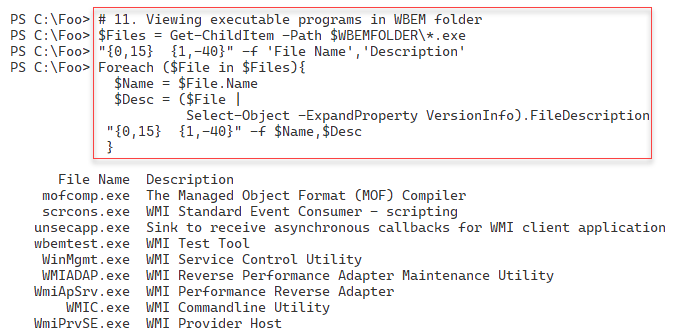 PS C:\Foo> # 11. Viewing executable programs in WBEM folder
PS C:\Foo> $Files = Get-ChildItem -Path $WBEMFOLDER\*.exe
PS C:\Foo> "{0,15}  {1,-40}" -f 'File Name','Description'
PS C:\Foo> Foreach ($File in $Files){
$Name = $File.Name
$Desc = ($File |
Select-Object -ExpandProperty VersionInfo).FileDescription
"{0,15}  {1,-40}" -f $Name,$Desc
}
File Name  Description
mofcomp.exe  The Managed Object Format (MOF) Compiler
scrcons.exe  WMI Standard Event Consumer - scripting
unsecapp.exe  Sink to receive asynchronous callbacks for WMI client application
wbemtest.exe  WMI Test Tool
WinMgmt.exe  WMI Service Control Utility
WMIADAP.exe  WMI Reverse Performance Adapter Maintenance Utility
WmiApSrv.exe  WMI Performance Reverse Adapter
WMIC.exe  WMI Commandline Utility
WmiPrvSE.exe  WMI Provider Host